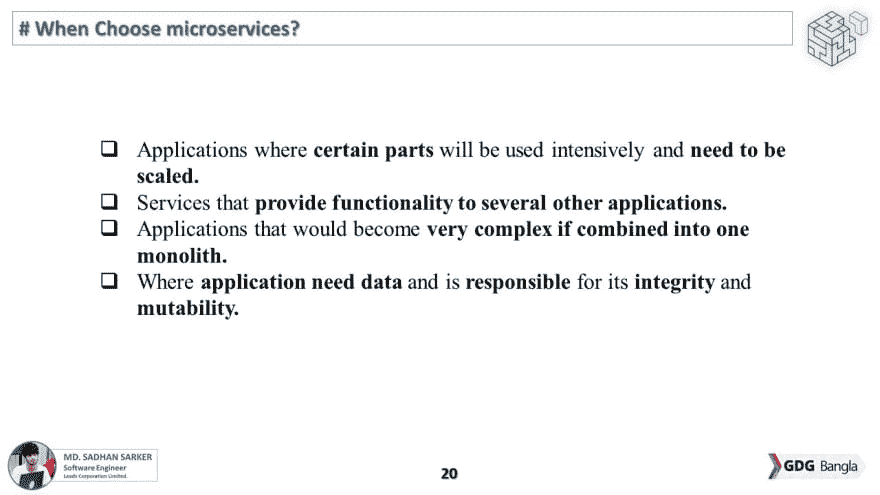 # When Choose microservices?
Applications where certain parts will be used intensively and need to be
scaled.
Services that provide functionality to several other applications.
Applications that would become very complex if combined into one
monolith.
Where application need data and is responsible for its integrity and
mutability.
MD. SADHAN SARKER
Software Engineer
Leads Corporation Limited.
20
GDG Bangla